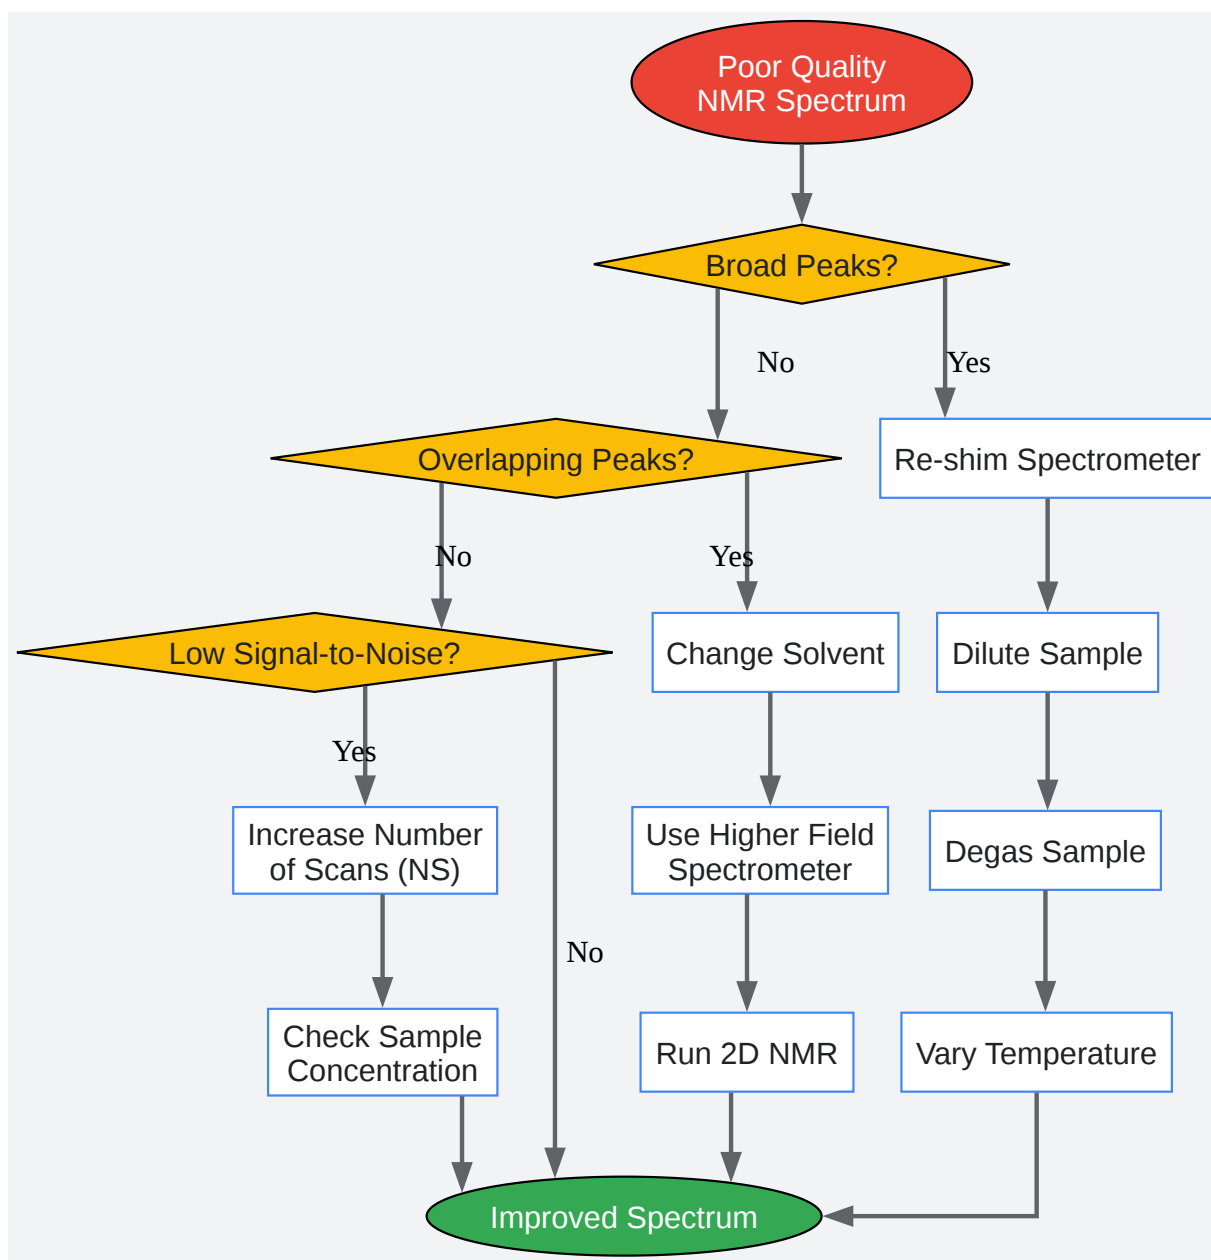 Poor Quality
NMR Spectrum
Broad Peaks?
No
Yes
Overlapping Peaks?
Re-shim Spectrometer
No
Yes
Low Signal-to-Noise?
Change Solvent
Dilute Sample
Yes
Increase Number
of Scans (NS)
Use Higher Field
Spectrometer
Degas Sample
No
Check Sample
Concentration
Run 2D NMR
Vary Temperature
Improved Spectrum